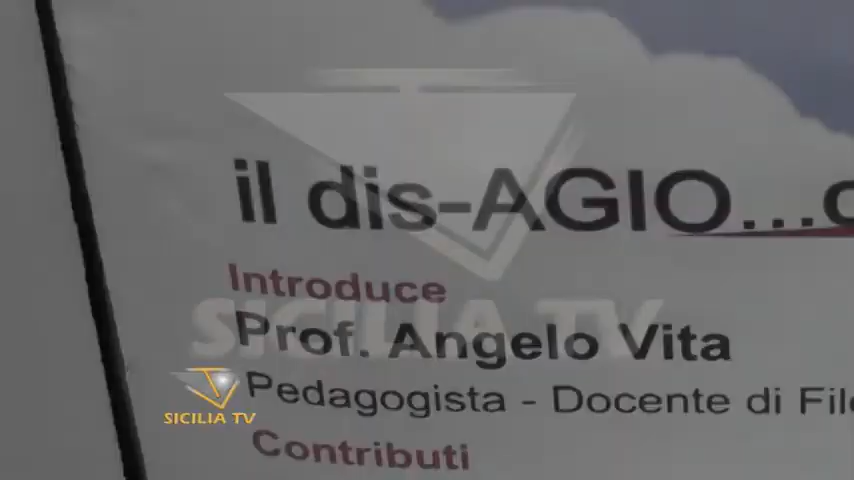 il dis-AGIO...
Introduce
SICILIA TV
Prof. Angelo Vita
Pedagogista - Docente di
SICILIA TV
Contributi